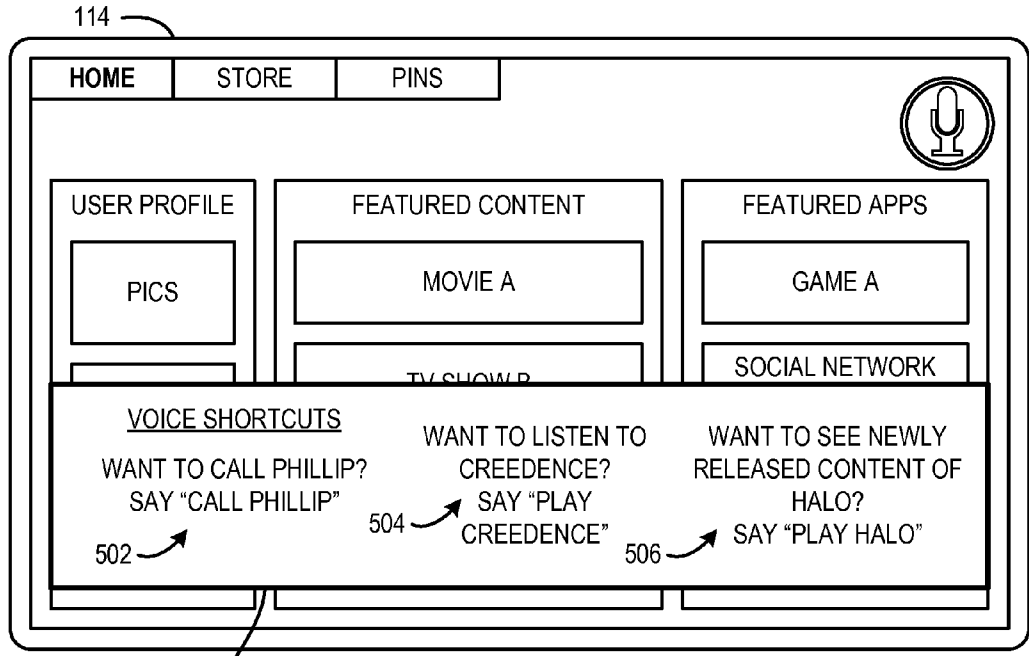 114
HOME
STORE
PINS
USER PROFILE
PICS
FEATURED CONTENT
MOVIE A
TV SHOW B
FEATURED APPS
GAME A
SOCIAL NETWORK
VOICE SHORTCUTS
WANT TO CALL PHILLIP?
SAY “CALL PHILLIP”
502
WANT TO LISTEN TO
CREEDENCE?
SAY “PLAY
CREEDENCE”
504
WANT TO SEE NEWLY
RELEASED CONTENT OF
HALO?
SAY “PLAY HALO”
506